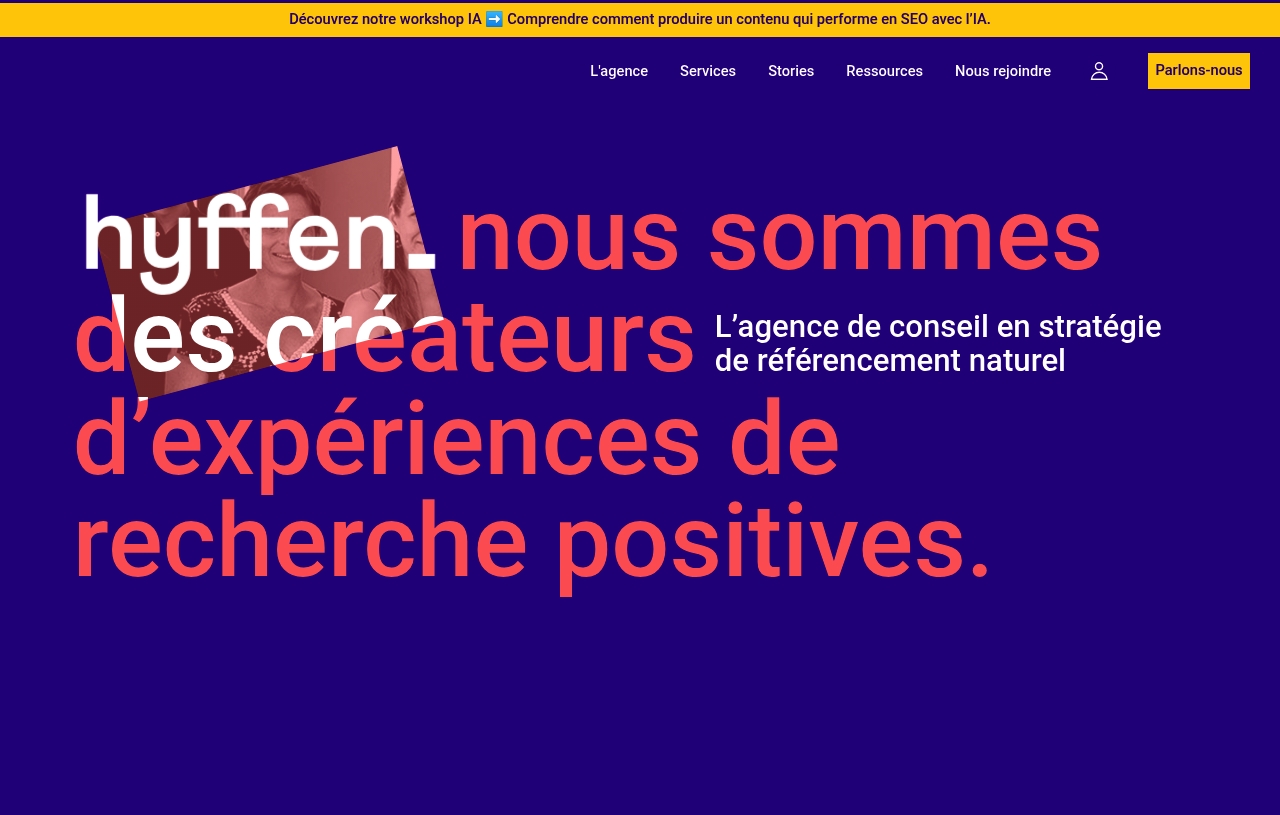 Découvrez notre workshop IA ➡️ Comprendre comment produire un contenu qui performe en SEO avec l’IA.
L'agence Services Stories Ressources Nous rejoindre Parlons-nous
hyffen. nous sommes
des créateurs
L’agence de conseil en stratégie
de référencement naturel
d’expériences de
recherche positives.